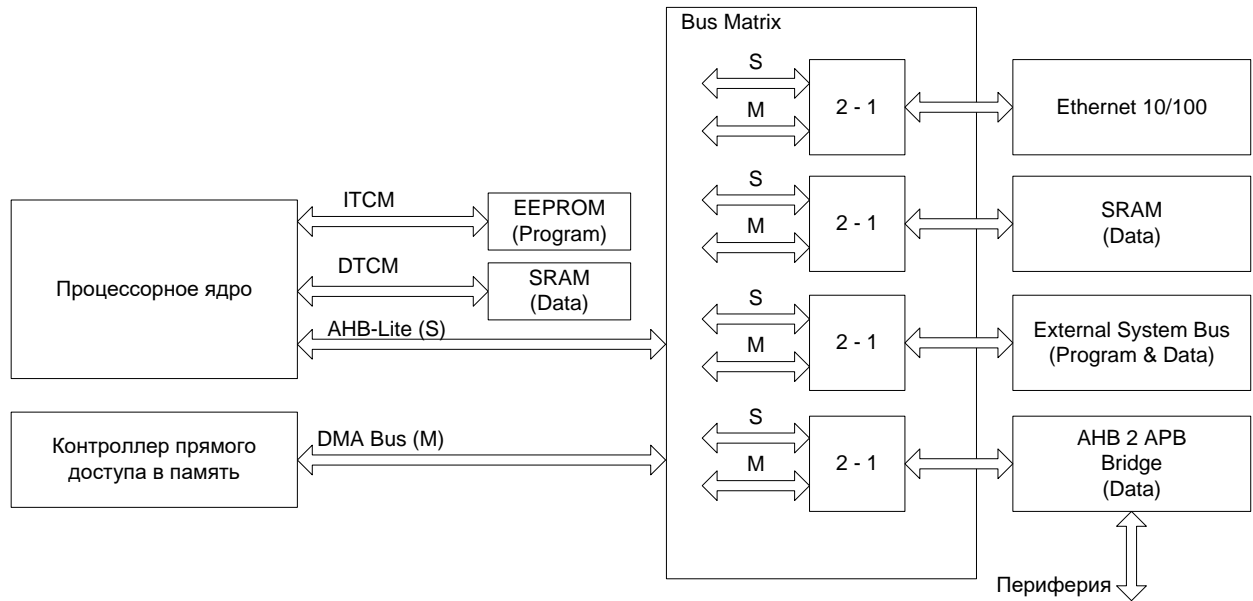 Bus Matrix
S
M
2 - 1
Ethernet 10/100
S
M
2 - 1
SRAM
(Data)
S
M
2 - 1
External System Bus
(Program & Data)
S
M
2 - 1
AHB 2 APB
Bridge
(Data)
Периферия
Процессорное ядро
ITCM
EEPROM
(Program)
DTCM
SRAM
(Data)
AHB-Lite (S)
Контроллер прямого
доступа в память
DMA Bus (M)